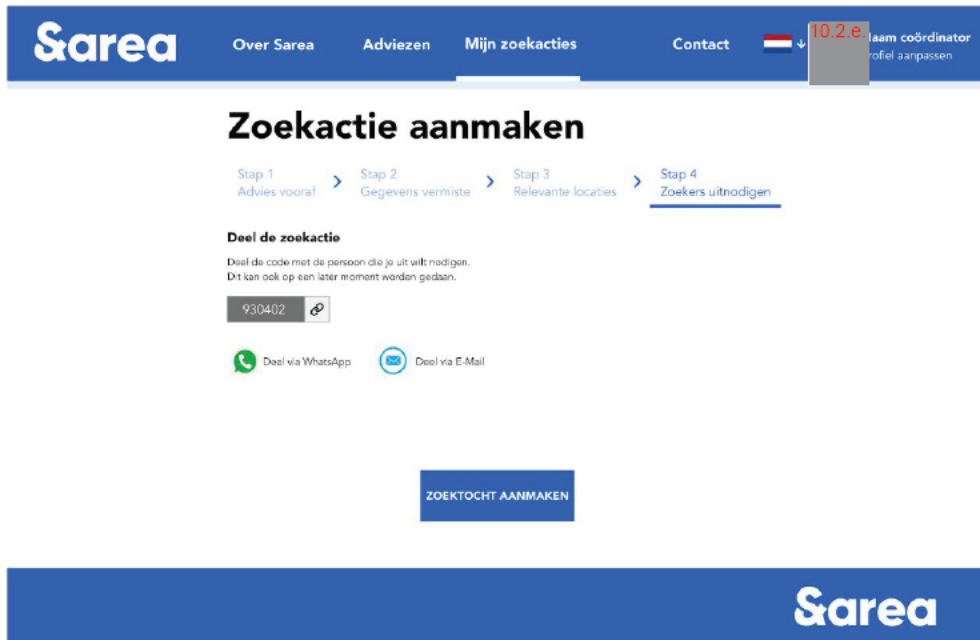 Sarea
Over Sarea Adviezen Mijn zoekacties Contact
10.2.e.
aam coördinator
rofiel aanpassen
Zoekactie aanmaken
Stap 1
Advies vooraf
Stap 2
Gegevens vermiste
Stap 3
Relevante locaties
Stap 4
Zoekers uitnodigen
Deel de zoekactie
Deel de code met de persoon die je uit wilt nodigen.
Dit kan ook op een later moment worden gedaan.
930402
Deel via WhatsApp Deel via E-Mail
ZOEKTOCHT AANMAKEN
Sarea